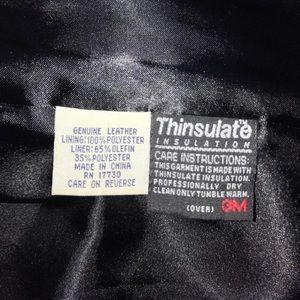 GENUINE LEATHER
LINING:100% POLYESTER
LINER:65% OLEFIN
35% POLYESTER
MADE IN CHINA
RN 17730
CARE ON REVERSE
Thinsulate™
INSULATION
CARE INSTRUCTIONS:
THIS GARMENT IS MADE WITH
THINSULATE INSULATION.
PROFESSIONALLY DRY
CLEAN ONLY TUMBLE WARM.
(OVER) 3M